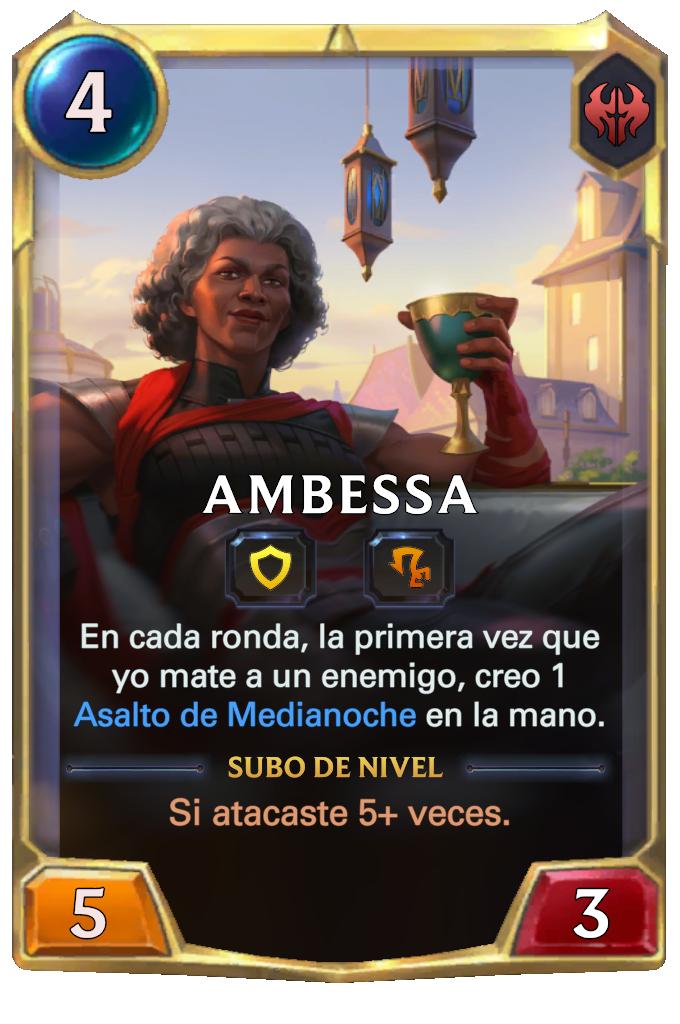 4
AMBESSA
En cada ronda, la primera vez que
yo mate a un enemigo, creo 1
Asalto de Medianoche en la mano.
SUBO DE NIVEL
Si atacaste 5+ veces.
5
3